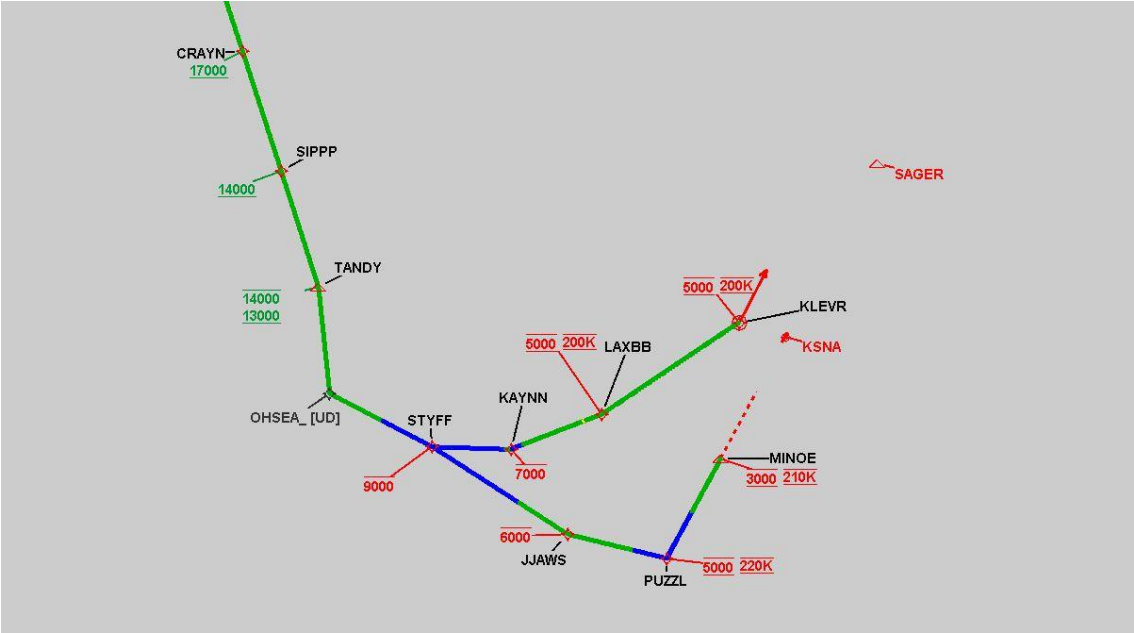 CRAYN
17000
SIPPP
14000
SAGER
TANDY
14000
13000
5000 200K
KLEVR
5000 200K
LAXBB
KSNA
KAYNN
OHSEA_ [UD]
STYFF
MINOE
7000
3000 210K
9000
6000
JJAWS
5000 220K
PUZZL